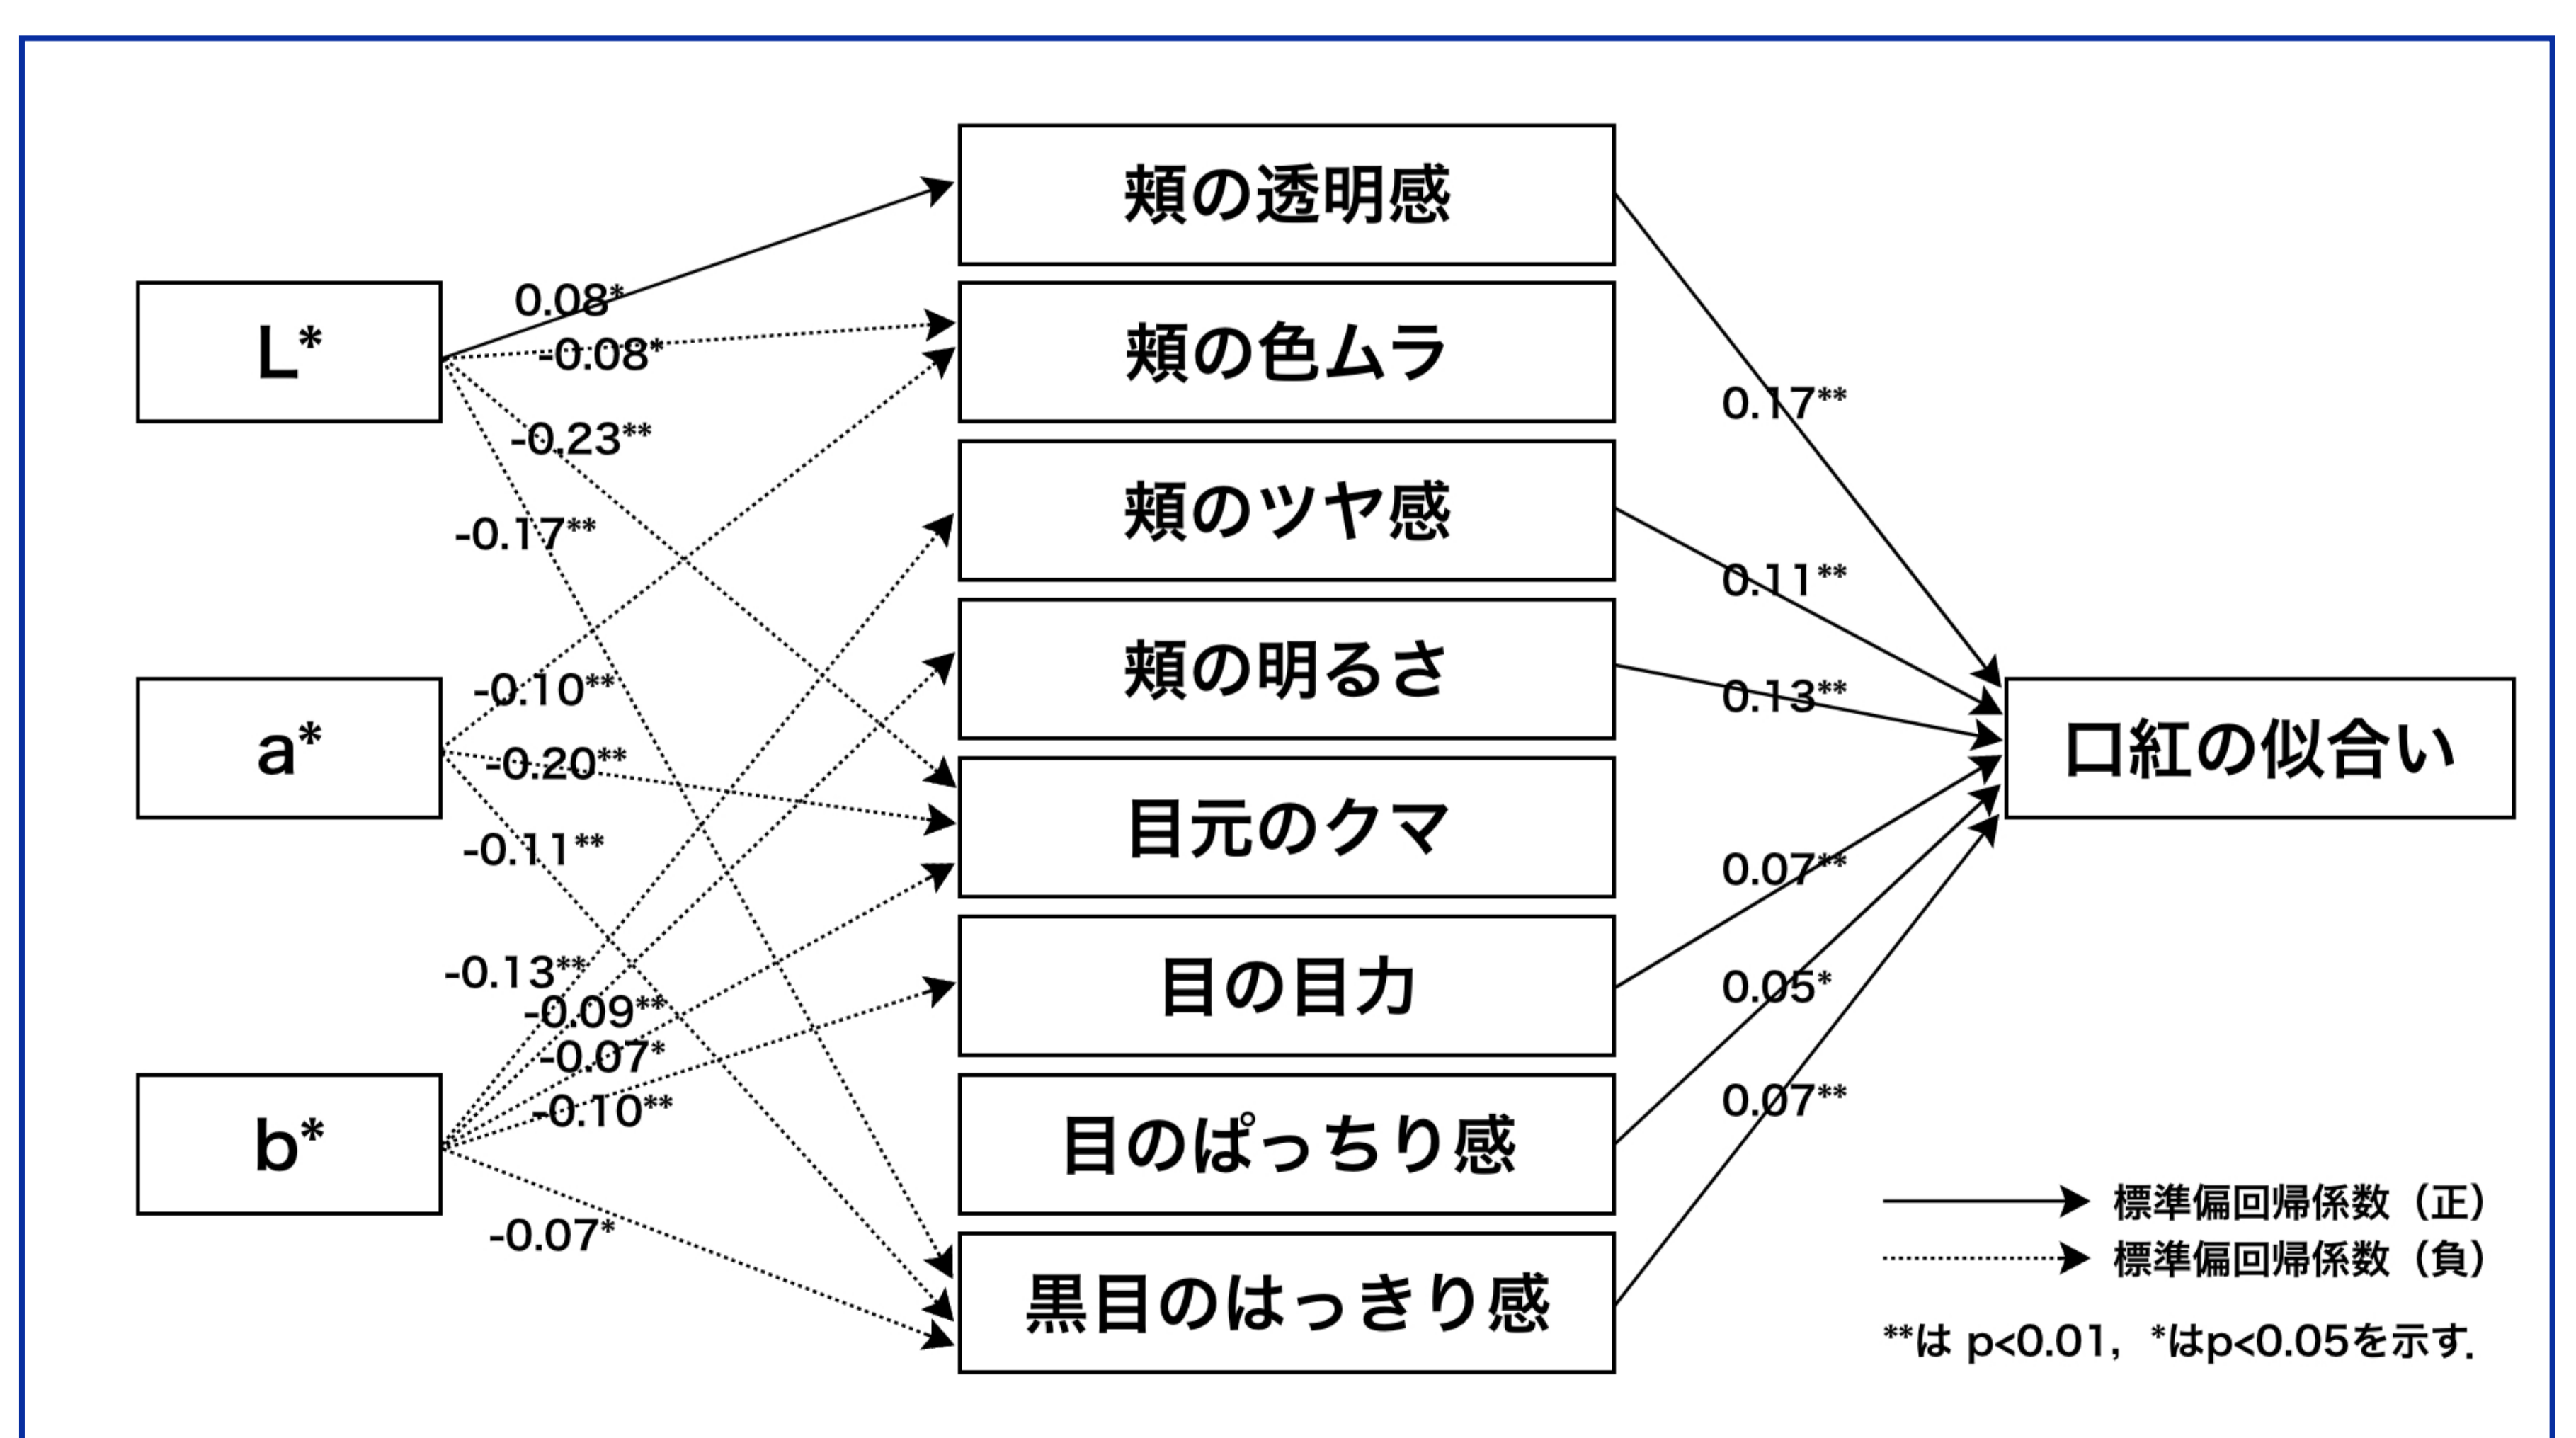 L*
a*
b*
0.08*
-0.08*
-0.23**
-0.17**
-0.10**
-0.20**
-0.11**
-0.13**
-0.09**
-0.07*
-0.10**
-0.07*
頬の透明感
頬の色ムラ
頬のツヤ感
頬の明るさ
目元のクマ
目の目力
目のぱっちり感
黒目のはっきり感
0.17**
0.11**
0.13**
0.07**
0.05*
0.07**
口紅の似合い
標準偏回帰係数（正）
標準偏回帰係数（負）
**は p<0.01，*はp<0.05を示す．